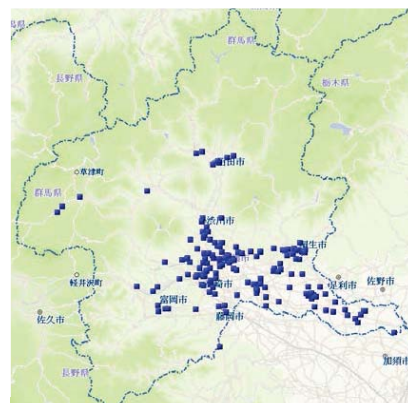 群馬県
長野県
栃木県
草津町
群馬県
沼田市
渋川市
桐生市
軽井沢町
足利市
佐野市
富岡市
佐久市
藤岡市
長野県
加須市